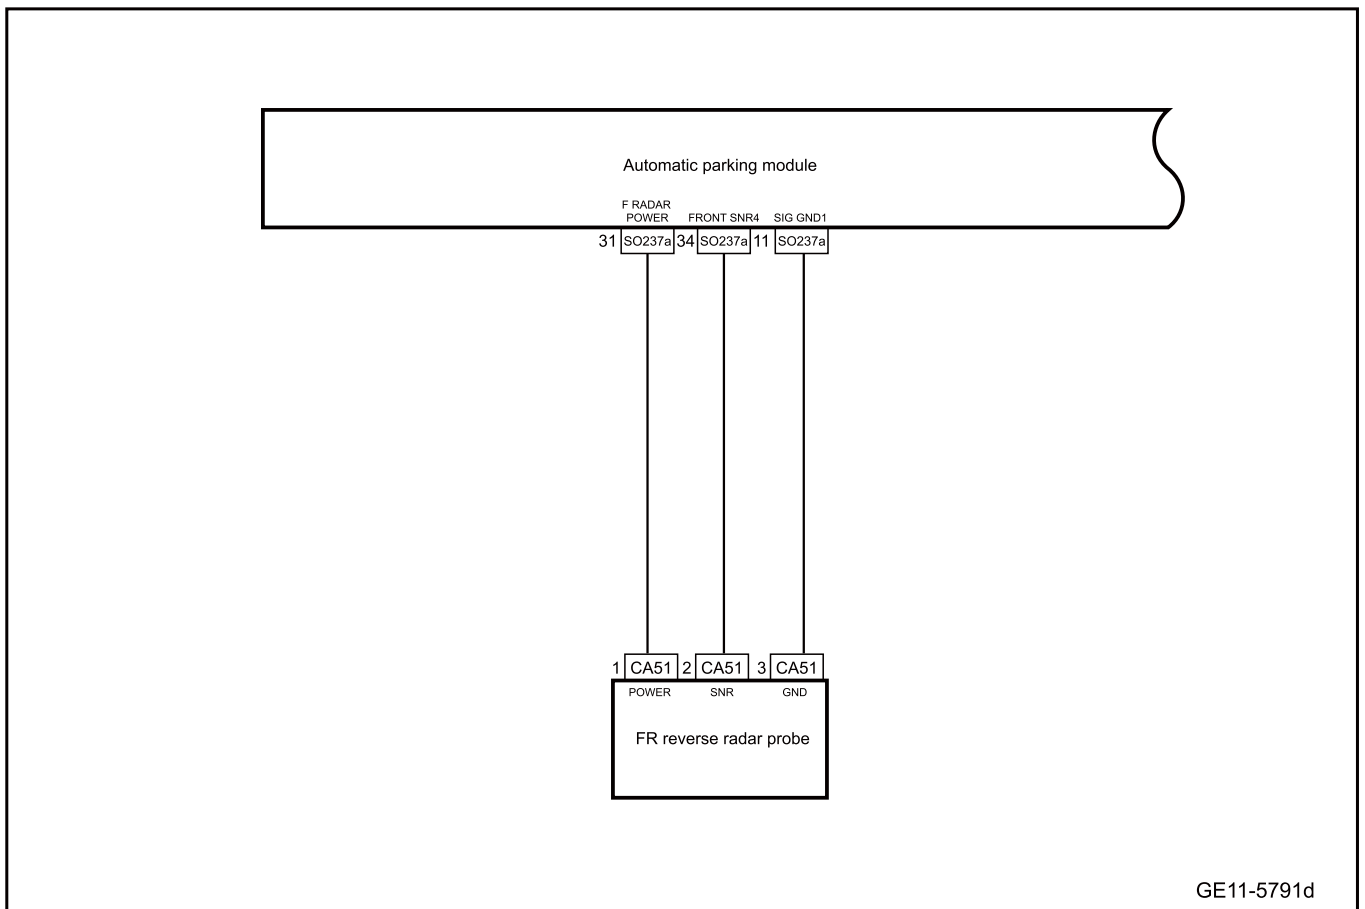 Automatic parking module
F RADAR
POWER FRONT SNR4 SIG GND1
31 SO237a 34 SO237a 11 SO237a
1 CA51 2 CA51 3 CA51
POWER SNR GND
FR reverse radar probe
GE11-5791d